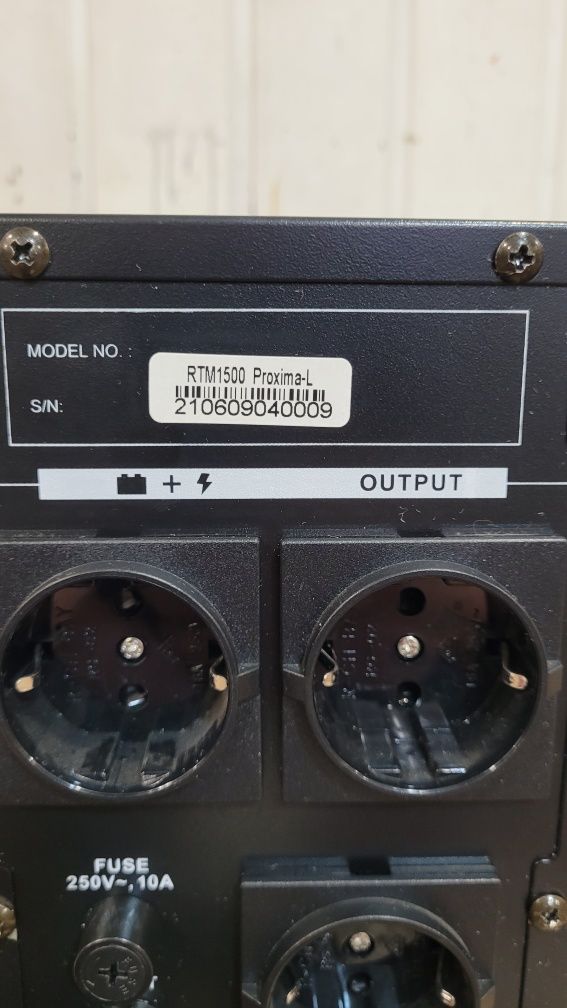 MODEL NO. :
RTM1500 Proxima-L
S/N:
210609040009
+
OUTPUT
FUSE
250V~,10A